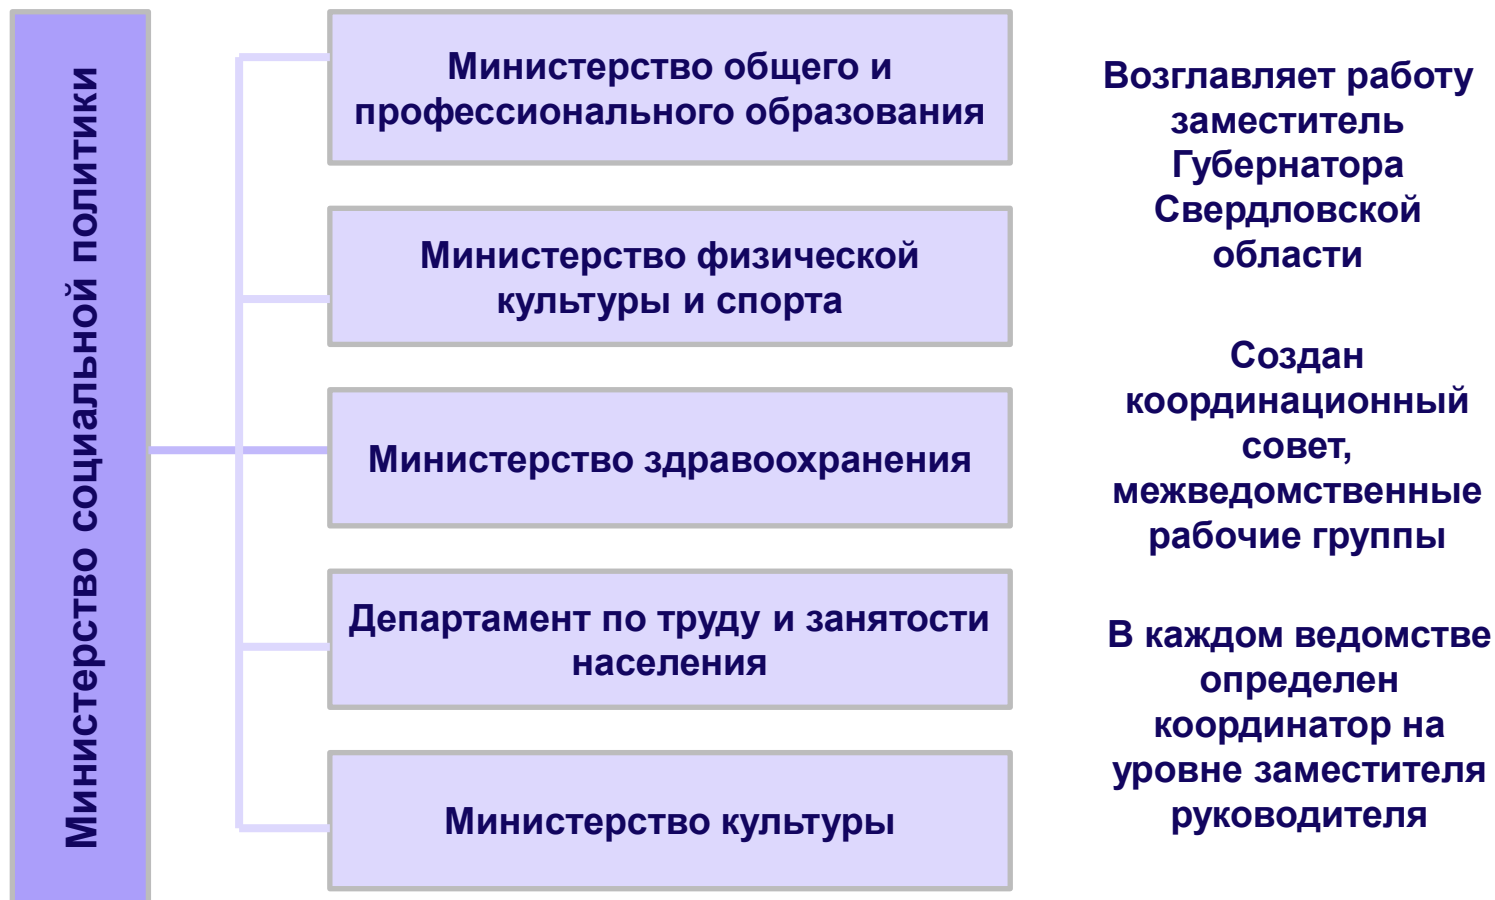 Министерство социальной политики
Министерство общего и
профессионального образования
Министерство физической
культуры и спорта
Министерство здравоохранения
Департамент по труду и занятости
населения
Министерство культуры
Возглавляет работу
заместитель
Губернатора
Свердловской
области
Создан
координационный
совет,
межведомственные
рабочие группы
В каждом ведомстве
определен
координатор на
уровне заместителя
руководителя